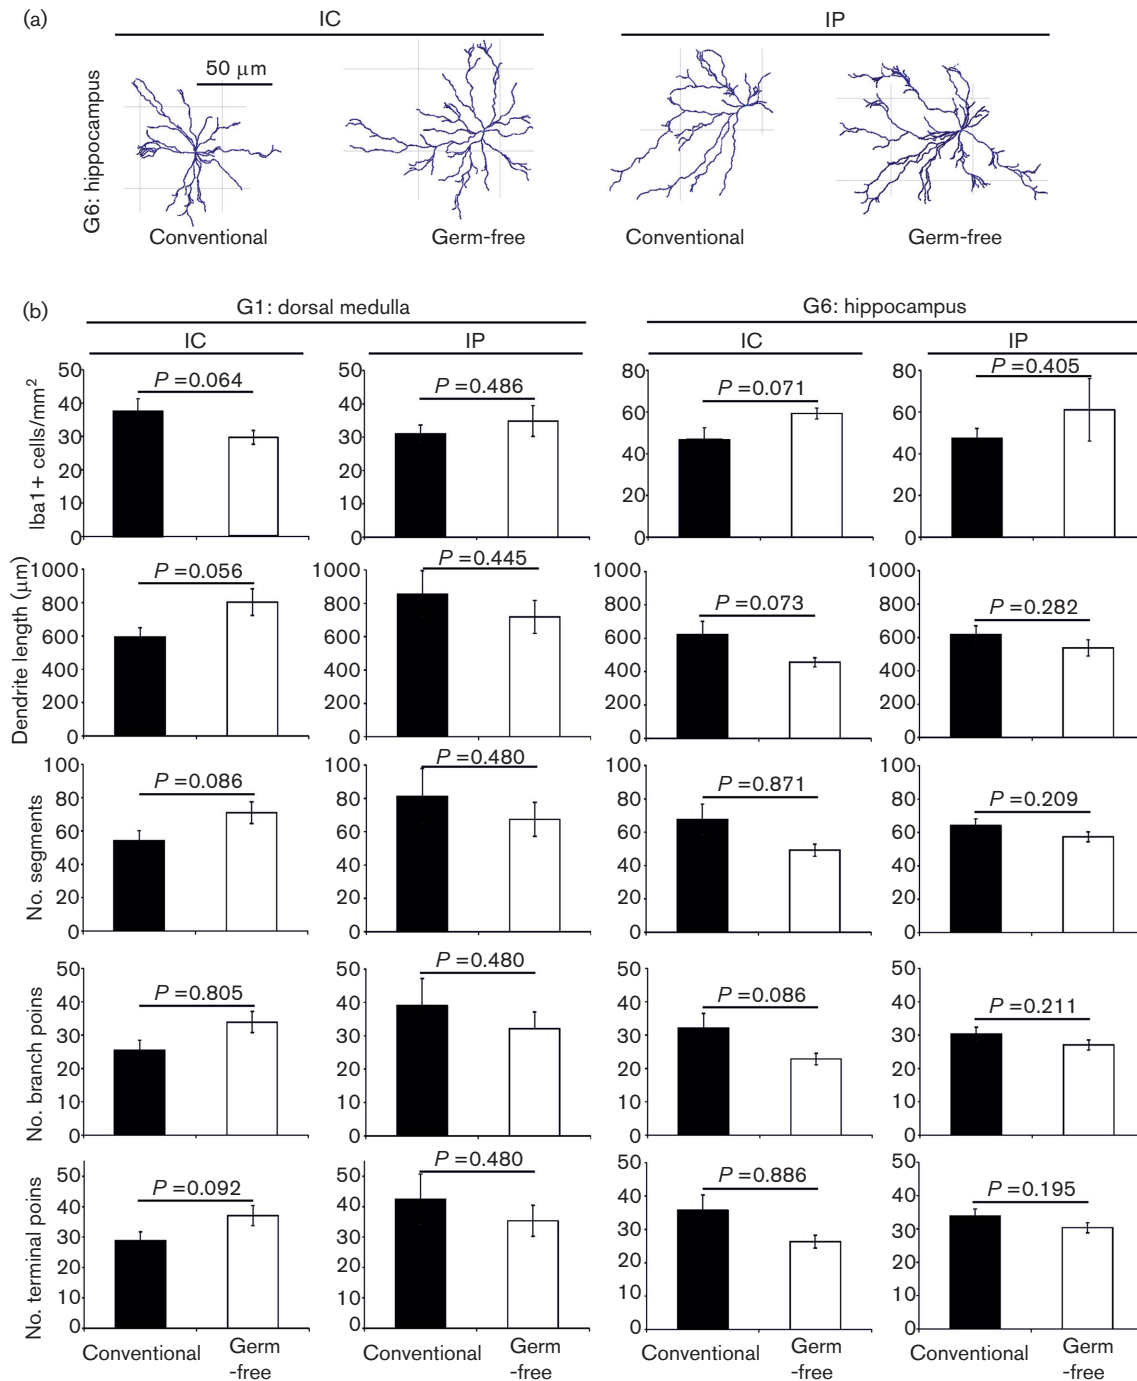 (a)
IC
IP
G6: hippocampus
50 μm
Conventional
Germ-free
Conventional
Germ-free
(b)
G1: dorsal medulla
G6: hippocampus
IC
IP
IC
IP
Iba1+ cells/mm²
50
40
30
20
10
0
P =0.064
50
40
30
20
10
0
P =0.486
80
60
40
20
0
P =0.071
80
60
40
20
0
P =0.405
Dendrite length (μm)
1000
800
600
400
200
0
P =0.056
1000
800
600
400
200
0
P =0.445
1000
800
600
400
200
0
P =0.073
1000
800
600
400
200
0
P =0.282
No. segments
100
80
60
40
20
0
P =0.086
100
80
60
40
20
0
P =0.480
100
80
60
40
20
0
P =0.871
100
80
60
40
20
0
P =0.209
No. branch poins
50
40
30
20
10
0
P =0.805
50
40
30
20
10
0
P =0.480
50
40
30
20
10
0
P =0.086
50
40
30
20
10
0
P =0.211
No. terminal poins
50
40
30
20
10
0
P =0.092
50
40
30
20
10
0
P =0.480
50
40
30
20
10
0
P =0.886
50
40
30
20
10
0
P =0.195
Conventional
Germ
-free
Conventional
Germ
-free
Conventional
Germ
-free
Conventional
Germ
-free